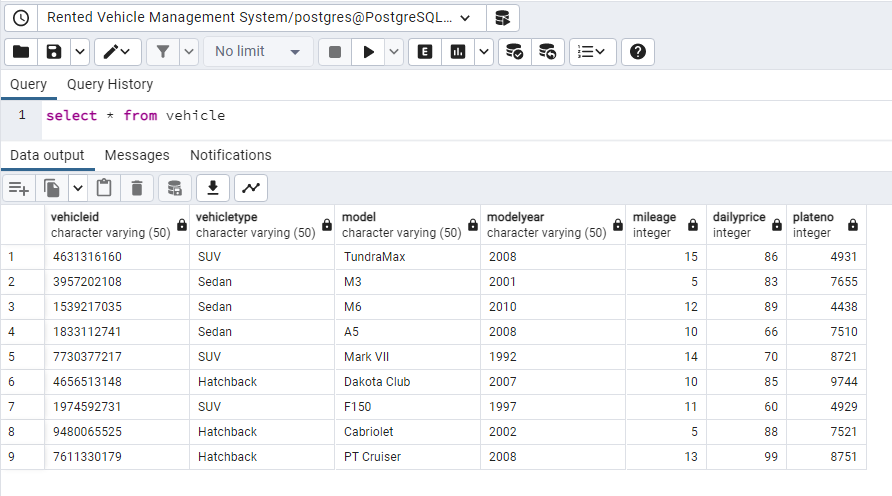 Rented Vehicle Management System/postgres@PostgreSQL...
No limit
E
Query Query History
1 select * from vehicle
Data output Messages Notifications
vehicleid vehicletype model modelyear mileage dailyprice plateno
character varying (50) character varying (50) character varying (50) character varying (50) integer integer integer
1 4631316160 SUV TundraMax 2008 15 86 4931
2 3957202108 Sedan M3 2001 5 83 7655
3 1539217035 Sedan M6 2010 12 89 4438
4 1833112741 Sedan A5 2008 10 66 7510
5 7730377217 SUV Mark VII 1992 14 70 8721
6 4656513148 Hatchback Dakota Club 2007 10 85 9744
7 1974592731 SUV F150 1997 11 60 4929
8 9480065525 Hatchback Cabriolet 2002 5 88 7521
9 7611330179 Hatchback PT Cruiser 2008 13 99 8751